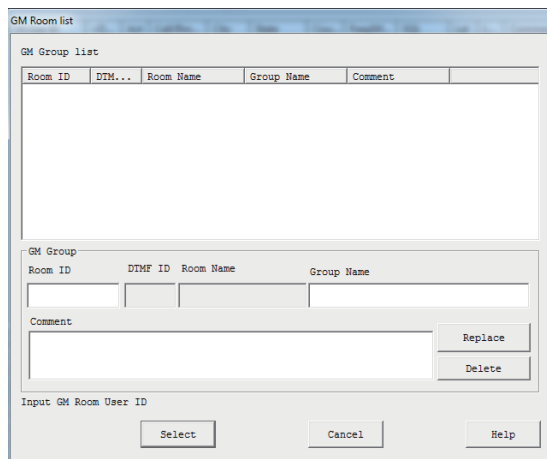 GM Room list
GM Group list
Room ID DTM... Room Name Group Name Comment
GM Group
Room ID DTMF ID Room Name Group Name
Comment
Replace
Delete
Input GM Room User ID
Select Cancel Help